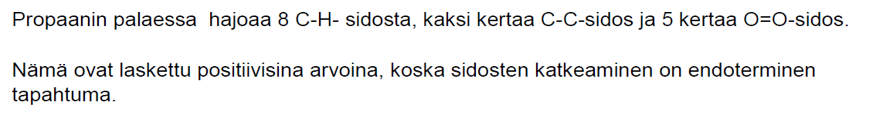 Propaanin palaessa hajoaa 8 C-H- sidosta, kaksi kertaa C-C-sidos ja 5 kertaa O=O-sidos.
Nämä ovat laskettu positiivisina arvoina, koska sidosten katkeaminen on endoterminen
tapahtuma.